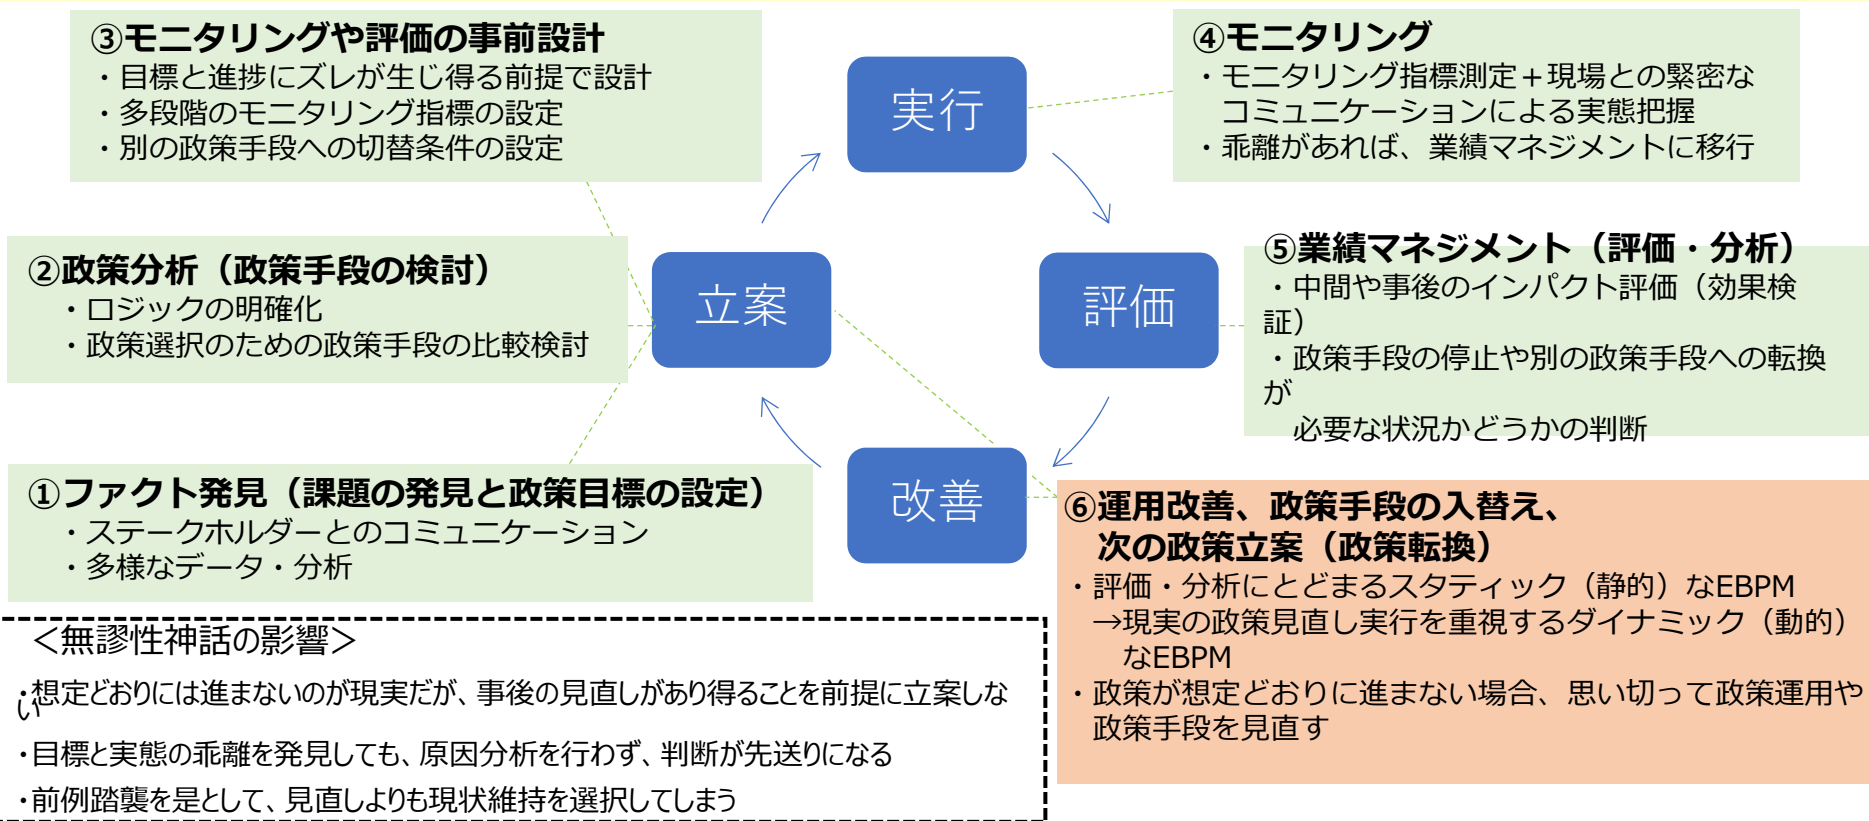 ③モニタリングや評価の事前設計
・目標と進捗にズレが生じ得る前提で設計
・多段階のモニタリング指標の設定
・別の政策手段への切替条件の設定
実行
④モニタリング
・モニタリング指標測定＋現場との緊密な
コミュニケーションによる実態把握
・乖離があれば、業績マネジメントに移行
②政策分析（政策手段の検討）
・ロジックの明確化
・政策選択のための政策手段の比較検討
立案
評価
⑤業績マネジメント（評価・分析）
・中間や事後のインパクト評価（効果検
証）
・政策手段の停止や別の政策手段への転換
が
必要な状況かどうかの判断
①ファクト発見（課題の発見と政策目標の設定）
・ステークホルダーとのコミュニケーション
・多様なデータ・分析
改善
⑥運用改善、政策手段の入替え、
次の政策立案（政策転換）
・評価・分析にとどまるスタティック（静的）なEBPM
→現実の政策見直し実行を重視するダイナミック（動的）
なEBPM
・政策が想定どおりに進まない場合、思い切って政策運用や
政策手段を見直す
＜無謬性神話の影響＞
・想定どおりには進まないのが現実だが、事後の見直しがあり得ることを前提に立案しな
い
・目標と実態の乖離を発見しても、原因分析を行わず、判断が先送りになる
・前例踏襲を是として、見直しよりも現状維持を選択してしまう